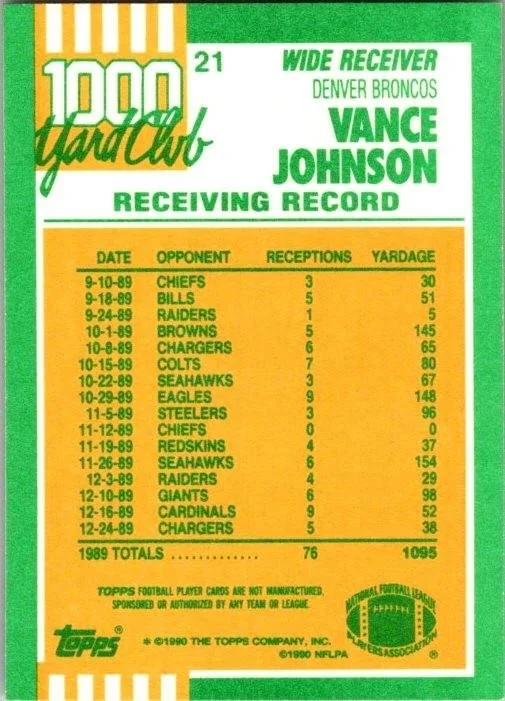 1000
Yard Club
21
WIDE RECEIVER
DENVER BRONCOS
VANCE
JOHNSON
RECEIVING RECORD
DATE OPPONENT RECEPTIONS YARDAGE
9-10-89 CHIEFS 3 30
9-18-89 BILLS 5 51
9-24-89 RAIDERS 1 5
10-1-89 BROWNS 5 145
10-8-89 CHARGERS 6 65
10-15-89 COLTS 7 80
10-22-89 SEAHAWKS 3 67
10-29-89 EAGLES 9 148
11-5-89 STEELERS 3 96
11-12-89 CHIEFS 0 0
11-19-89 REDSKINS 4 37
11-26-89 SEAHAWKS 6 154
12-3-89 RAIDERS 4 29
12-10-89 GIANTS 6 98
12-16-89 CARDINALS 9 52
12-24-89 CHARGERS 5 38
1989 TOTALS ............. 76 1095
TOPPS FOOTBALL PLAYER CARDS ARE NOT MANUFACTURED,
SPONSORED OR AUTHORIZED BY ANY TEAM OR LEAGUE.
NATIONAL FOOTBALL LEAGUE
PLAYERS ASSOCIATION
®
Topps®
* ©1990 THE TOPPS COMPANY, INC.
©1990 NFLPA